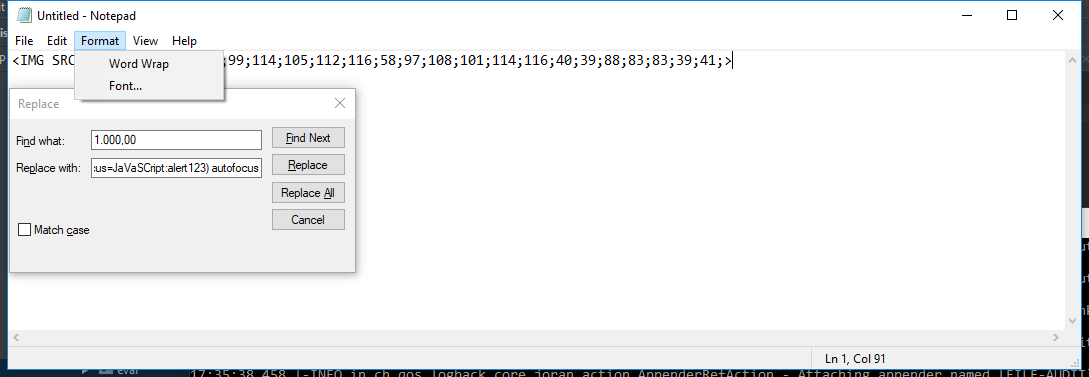 Untitled - Notepad
File Edit Format View Help
<IMG SRC ;99;114;105;112;116;58;97;108;101;114;116;40;39;88;83;83;39;41;>
Word Wrap
Font...
Replace
Find what: 1.000,00 Find Next
Replace with: :us=JaVaSCript:alert123) autofocus Replace
Replace All
Cancel
Match case
Ln 1, Col 91
eval
17:35:38,458 |-INFO in ch.qos.logback.core.joran.action.AppenderRefAction - Attaching appender named [FILE-AUDIT